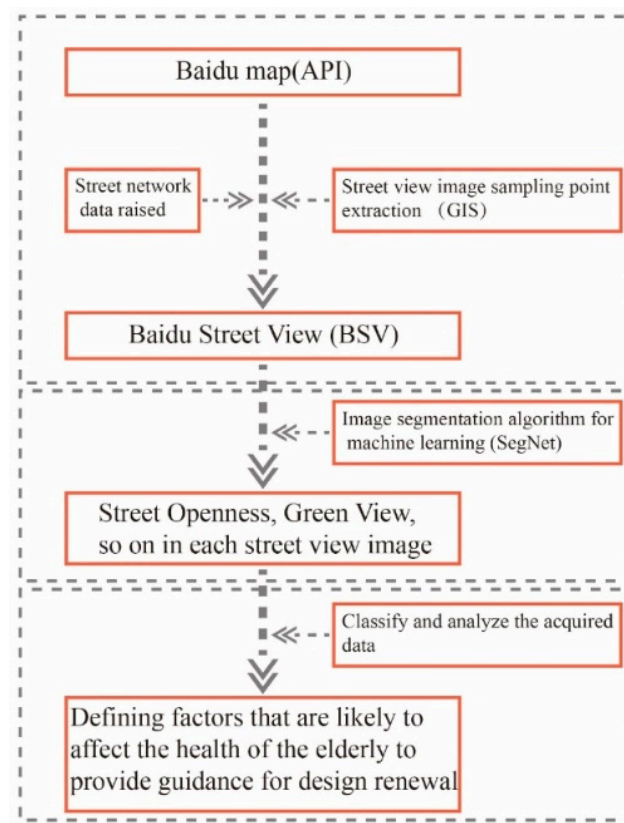 Baidu map(API)
Street network
data raised
Street view image sampling point
extraction （GIS）
Baidu Street View (BSV)
Image segmentation algorithm for
machine learning (SegNet)
Street Openness, Green View,
so on in each street view image
Classify and analyze the acquired
data
Defining factors that are likely to
affect the health of the elderly to
provide guidance for design renewal